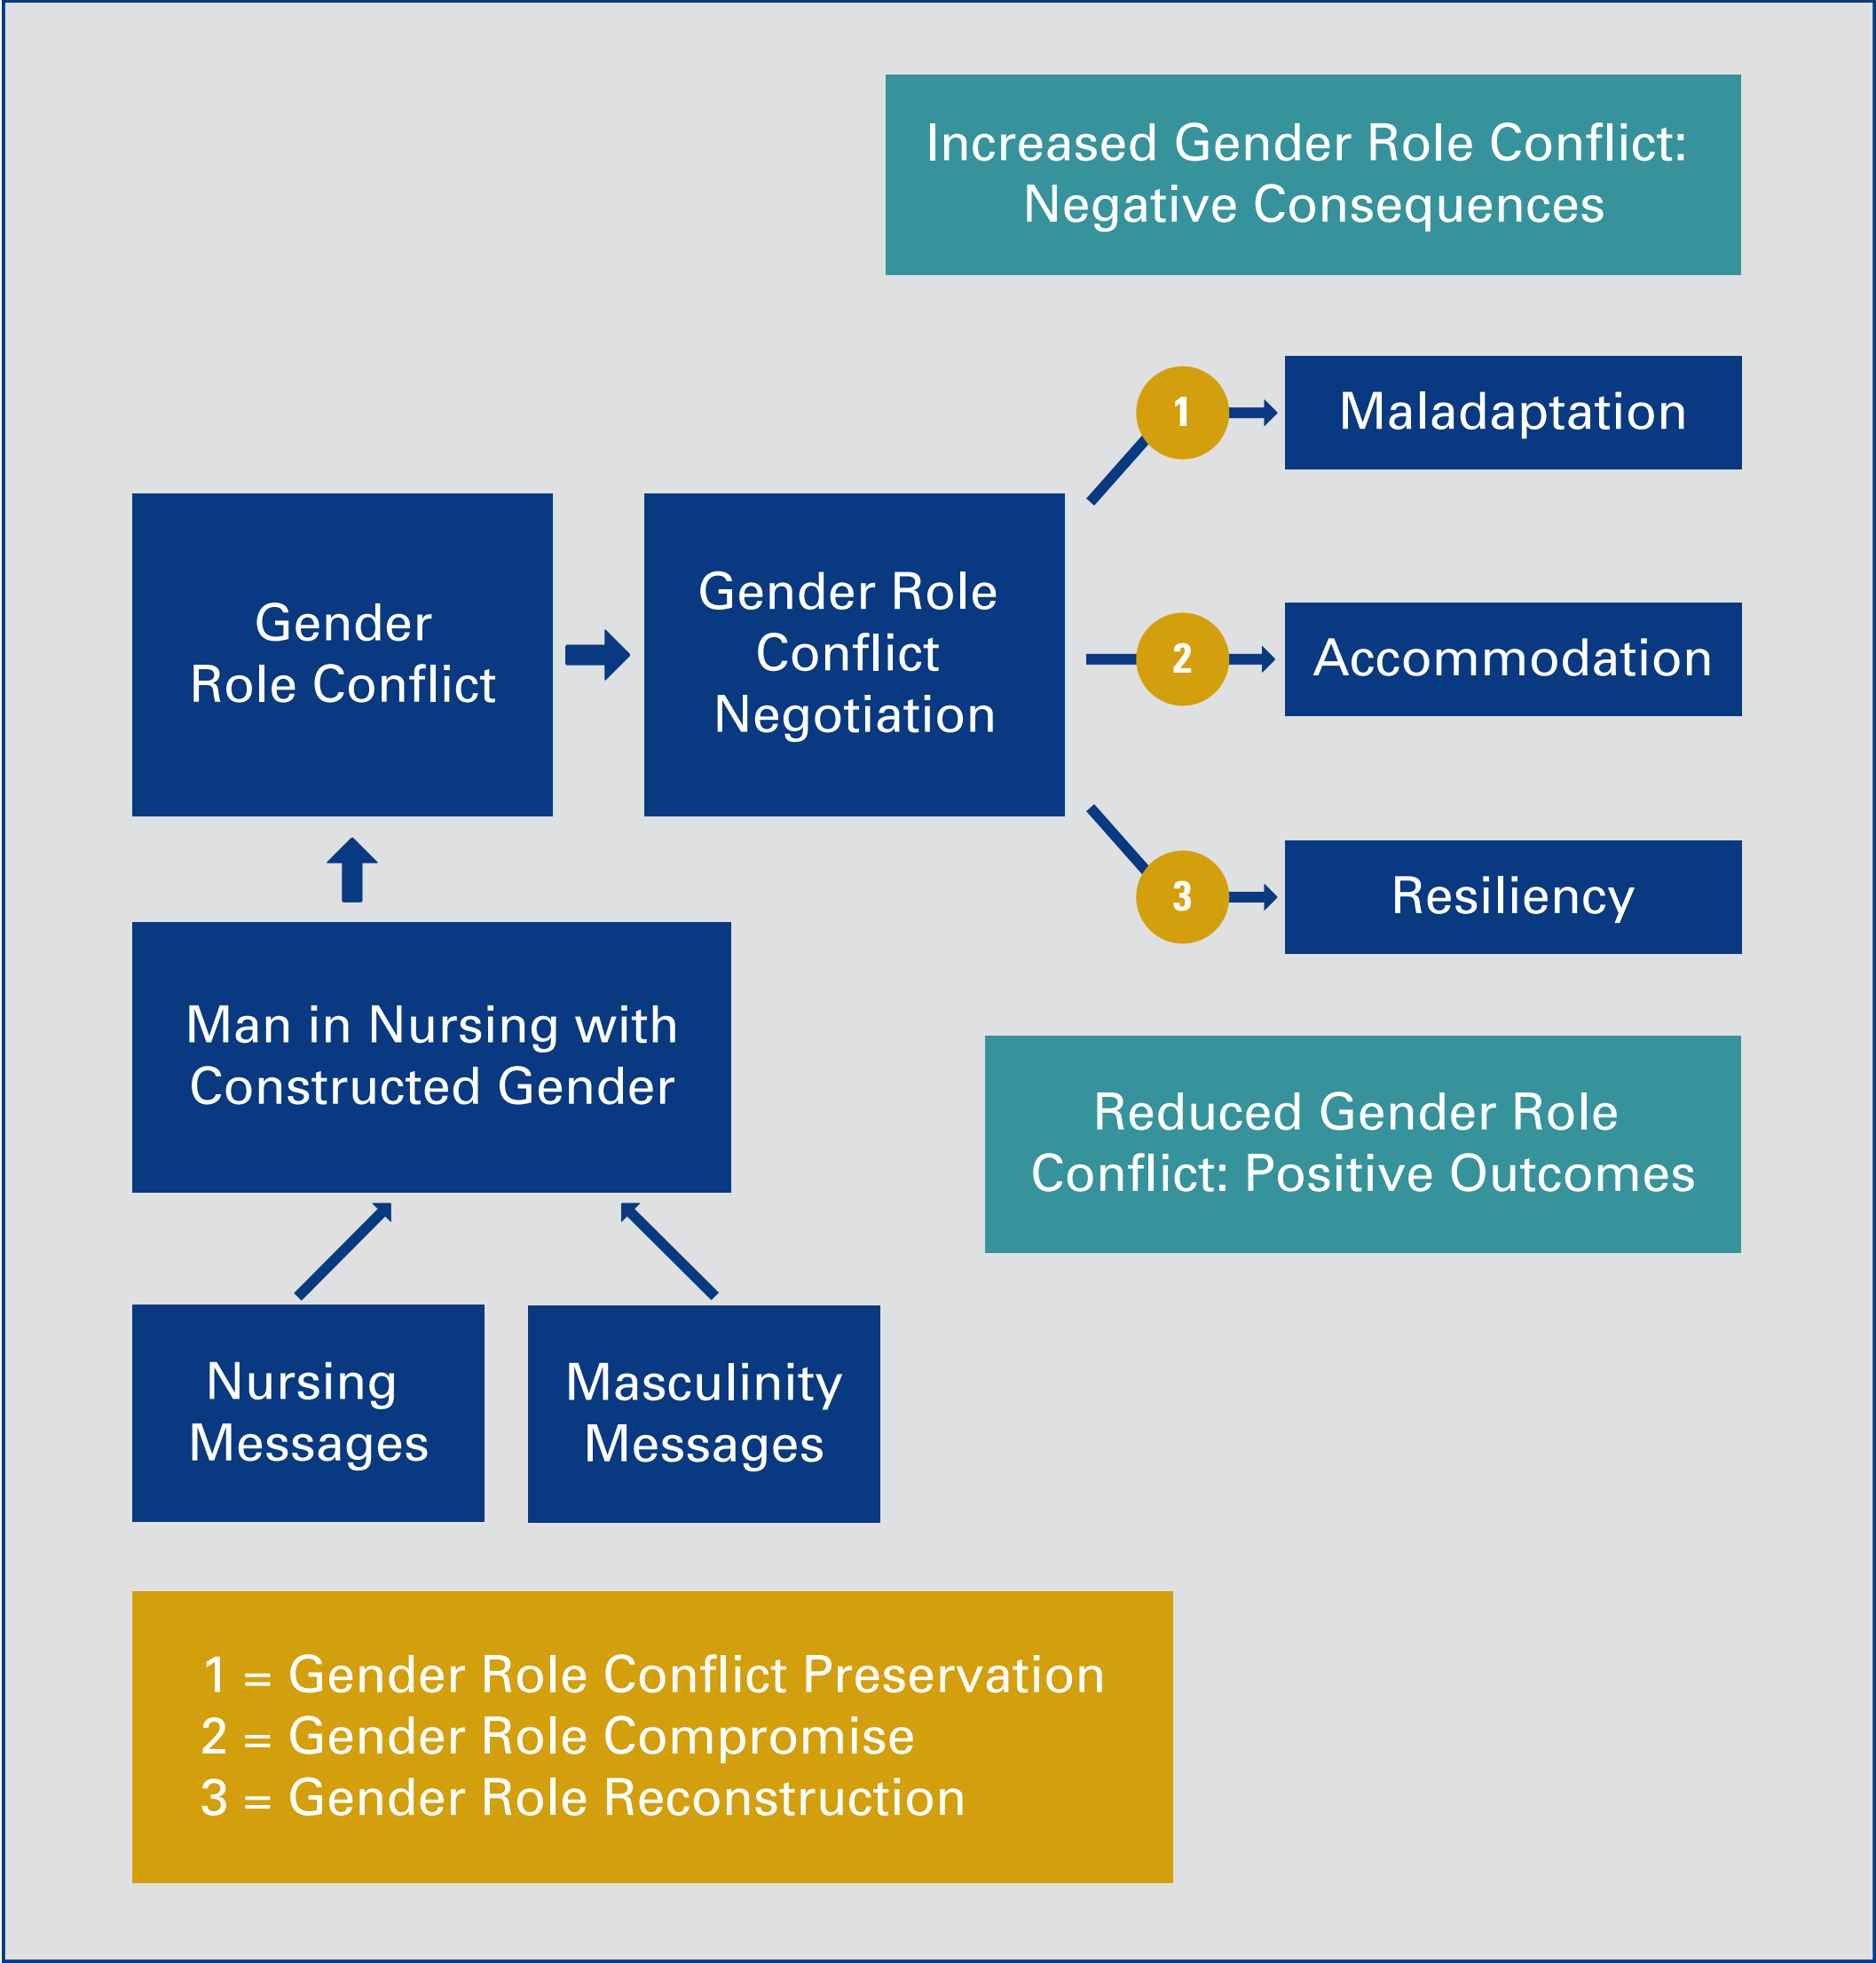 Increased Gender Role Conflict:
Negative Consequences
1
Maladaptation
Gender
Role Conflict
Gender Role
Conflict
Negotiation
2
Accommodation
3
Resiliency
Man in Nursing with
Constructed Gender
Reduced Gender Role
Conflict: Positive Outcomes
Nursing
Messages
Masculinity
Messages
1 = Gender Role Conflict Preservation
2 = Gender Role Compromise
3 = Gender Role Reconstruction